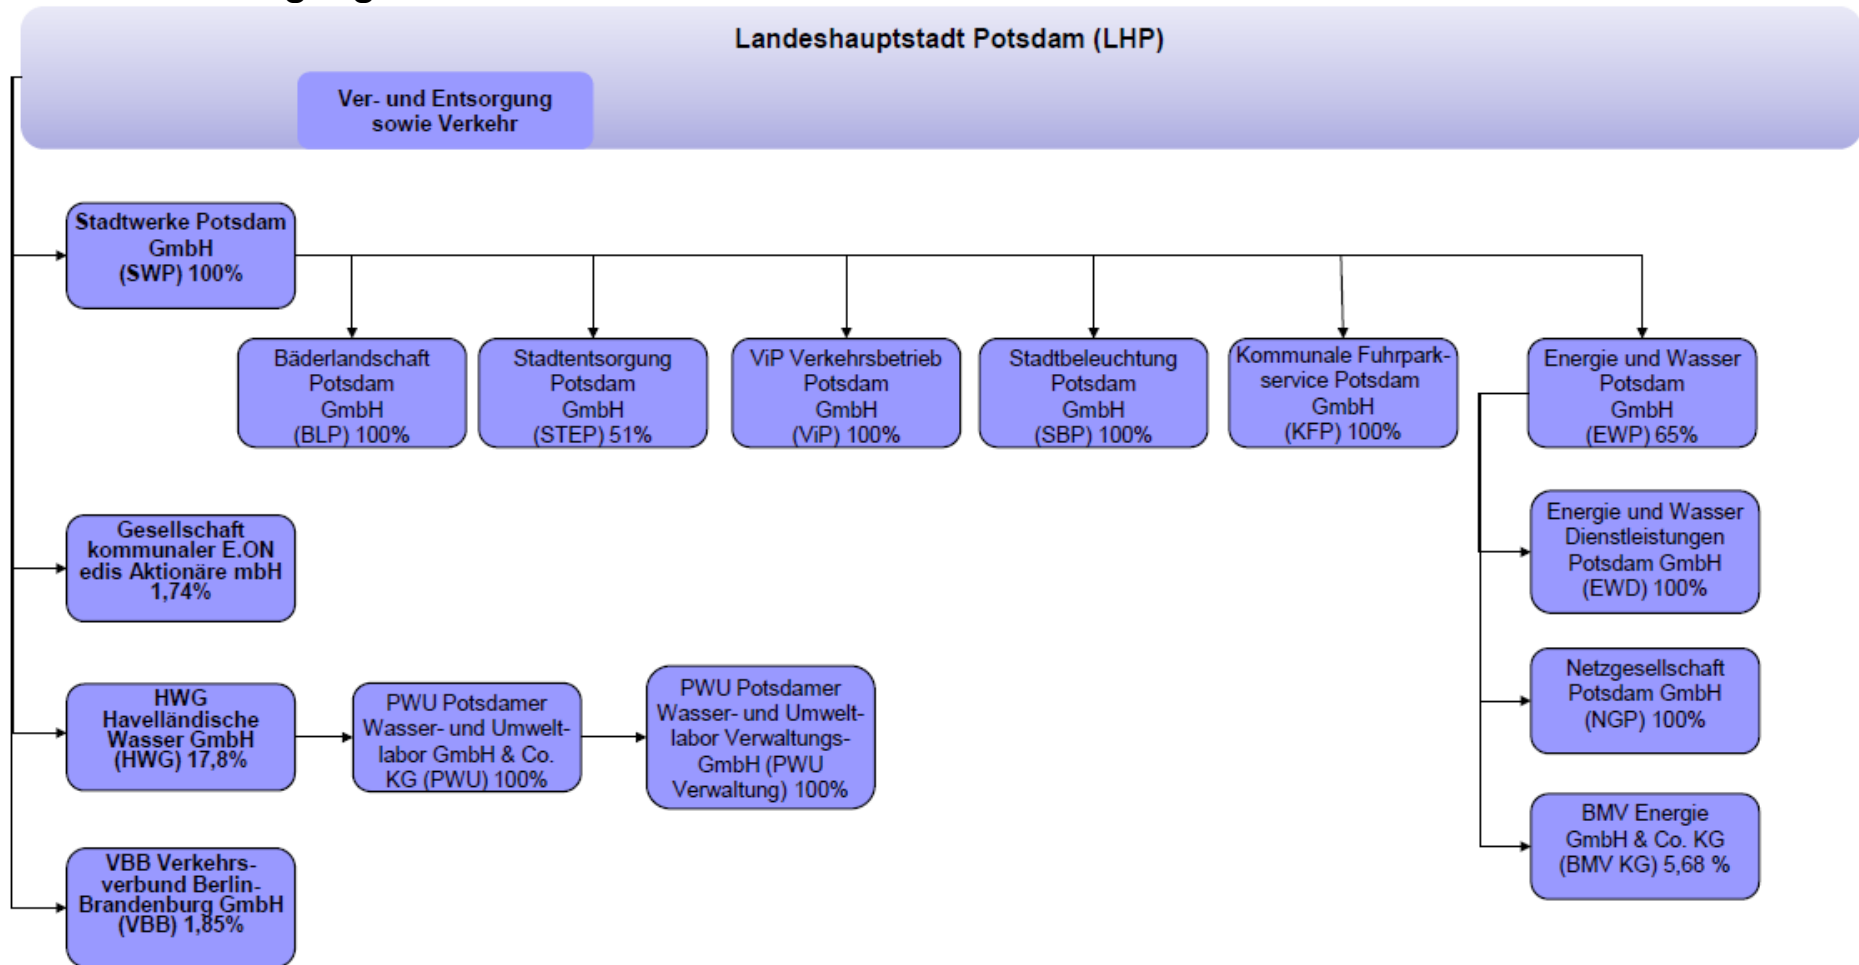 Landeshauptstadt Potsdam (LHP)
Ver- und Entsorgung
sowie Verkehr
Stadtwerke Potsdam
GmbH
(SWP) 100%
Bäderlandschaft
Potsdam
GmbH
(BLP) 100%
Stadtentsorgung
Potsdam
GmbH
(STEP) 51%
ViP Verkehrsbetrieb
Potsdam
GmbH
(ViP) 100%
Stadtbeleuchtung
Potsdam
GmbH
(SBP) 100%
Kommunale Fuhrpark-
service Potsdam
GmbH
(KFP) 100%
Energie und Wasser
Potsdam
GmbH
(EWP) 65%
Energie und Wasser
Dienstleistungen
Potsdam GmbH
(EWD) 100%
Netzgesellschaft
Potsdam GmbH
(NGP) 100%
BMV Energie
GmbH & Co. KG
(BMV KG) 5,68 %
Gesellschaft
kommunaler E.ON
edis Aktionäre mbH
1,74%
HWG
Havelländische
Wasser GmbH
(HWG) 17,8%
PWU Potsdamer
Wasser- und Umwelt-
labor GmbH & Co.
KG (PWU) 100%
PWU Potsdamer
Wasser- und Umwelt-
labor Verwaltungs-
GmbH (PWU
Verwaltung) 100%
VBB Verkehrs-
verbund Berlin-
Brandenburg GmbH
(VBB) 1,85%